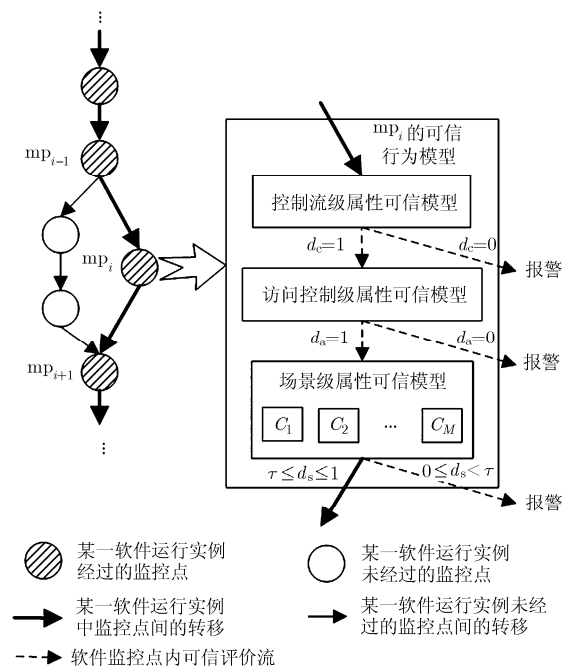 ⋮
mp_{i-1}
mp_i
mp_{i+1}
⋮
mp_i的可信
行为模型
控制流级属性可信模型
d_c=1
d_c=0
报警
访问控制级属性可信模型
d_a=1
d_a=0
报警
场景级属性可信模型
C_1 C_2 … C_M
τ≤d_s≤1
0≤d_s<τ
报警
某一软件运行实例
经过的监控点
某一软件运行实例
未经过的监控点
某一软件运行实例
中监控点间的转移
某一软件运行实例未经
过的监控点间的转移
软件监控点内可信评价流